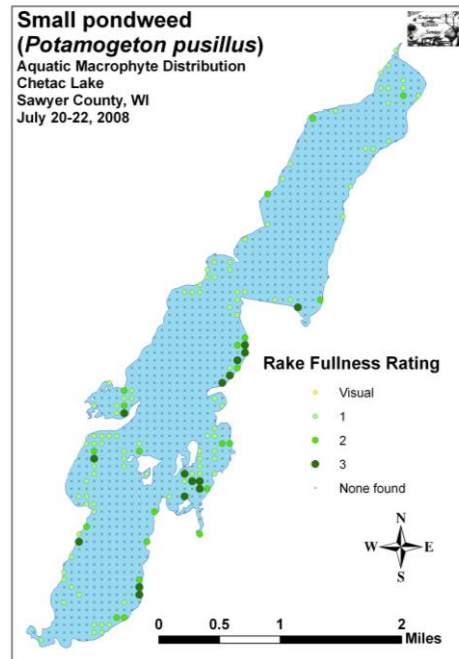 Small pondweed
(Potamogeton pusillus)
Aquatic Macrophyte Distribution
Chetac Lake
Sawyer County, WI
July 20-22, 2008
Rake Fullness Rating
Visual
1
2
3
None found
N
W E
S
0 0.5 1 2
Miles